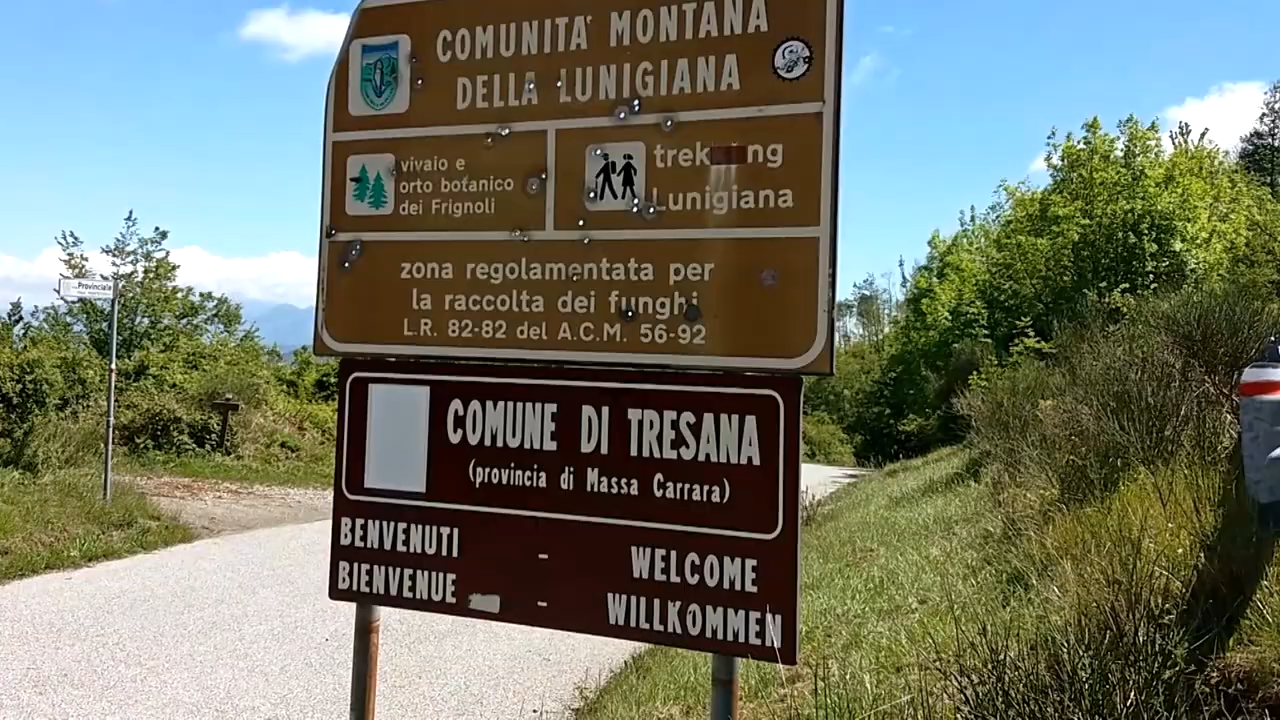 COMUNITA' MONTANA
DELLA LUNIGIANA
vivaio e
orto botanico
dei Frignoli
trek ng
Lunigiana
zona regolamentata per
la raccolta dei funghi
L.R. 82-82 del A.C.M. 56-92
Provinciale
COMUNE DI TRESANA
(provincia di Massa Carrara)
BENVENUTI - WELCOME
BIENVENUE - WILLKOMMEN